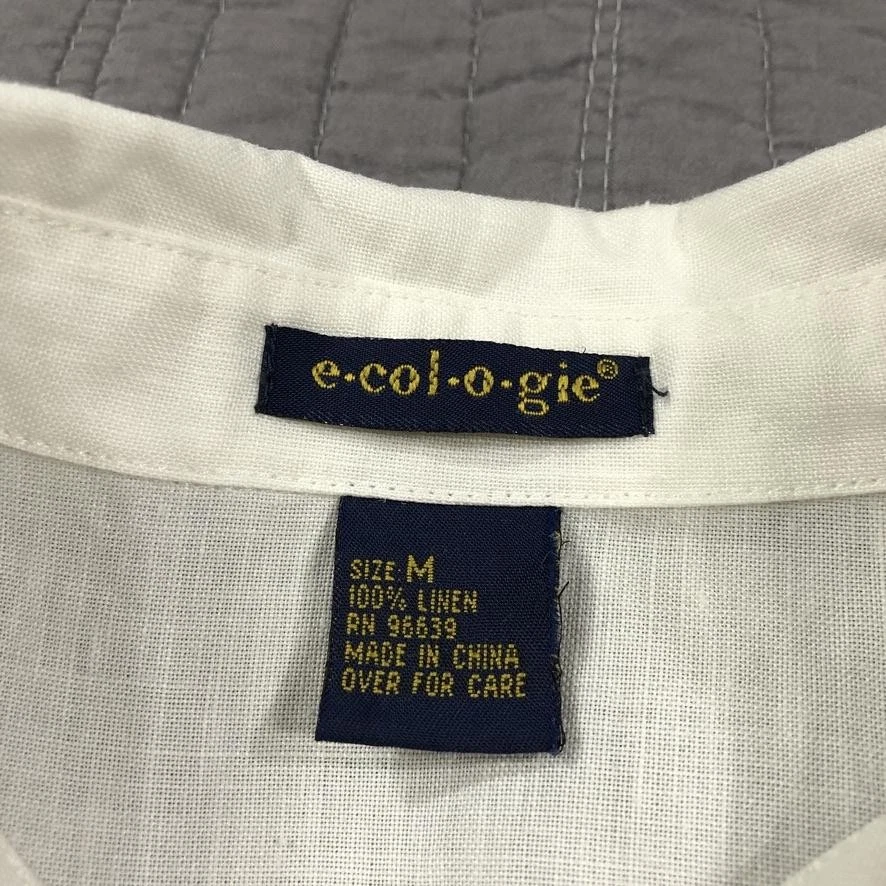 e·col·o·gie®
SIZE: M
100% LINEN
RN 96639
MADE IN CHINA
OVER FOR CARE